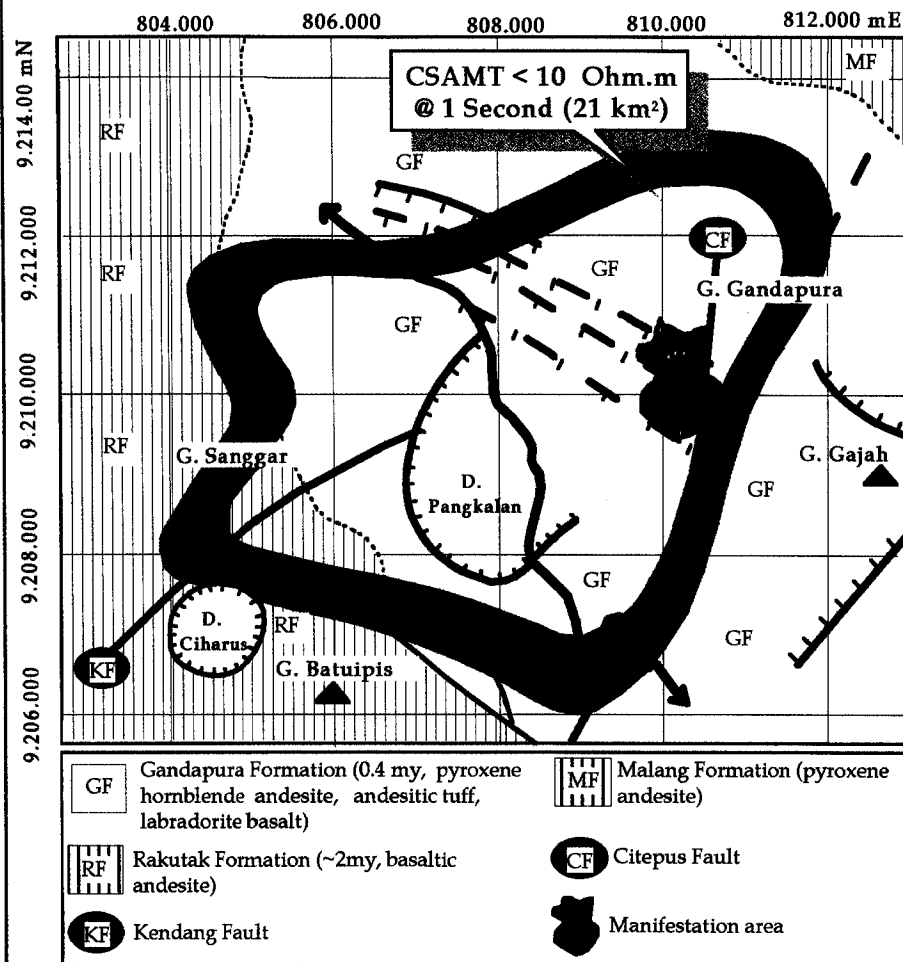 804.000 806.000 808.000 810.000 812.000 mE
9.214.00 mN
9.212.000
9.210.000
9.208.000
9.206.000
CSAMT < 10 Ohm.m
@ 1 Second (21 km²)
MF
RF
GF
CF
RF
GF
G. Gandapura
GF
RF
G. Sanggar
G. Gajah
D.
Pangkalan
GF
GF
D.
Ciharus
RF
GF
KF
G. Batuipis
GF
Gandapura Formation (0.4 my, pyroxene
hornblende andesite, andesitic tuff,
labradorite basalt)
MF
Malang Formation (pyroxene
andesite)
RF
Rakutak Formation (~2my, basaltic
andesite)
CF
Citepus Fault
KF
Kendang Fault
Manifestation area